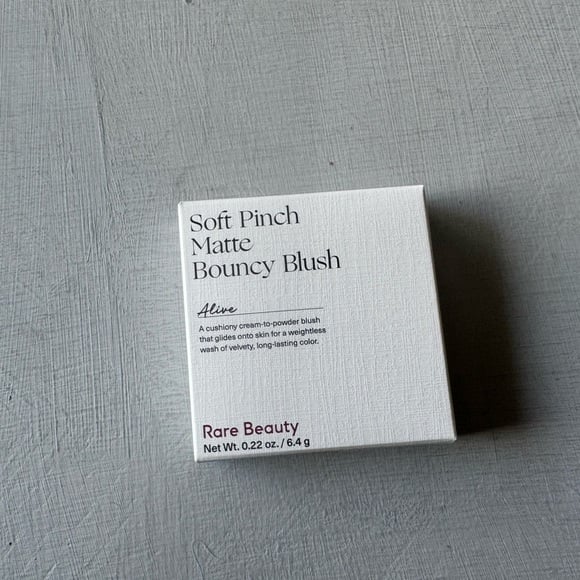 Soft Pinch
Matte
Bouncy Blush
Alive
A cushiony cream-to-powder blush
that glides onto skin for a weightless
wash of velvety, long-lasting color.
Rare Beauty
Net Wt. 0.22 oz. / 6.4 g